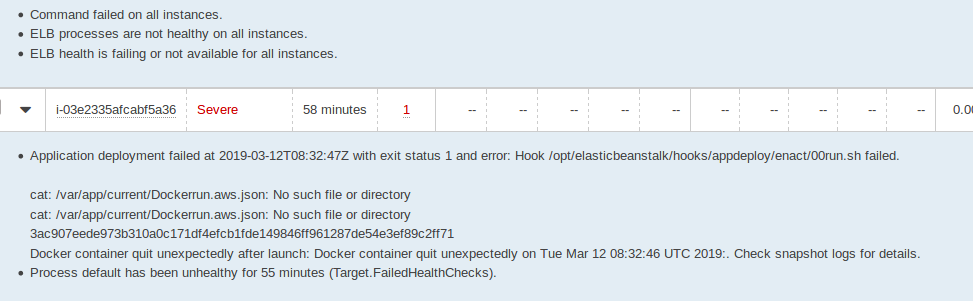 Command failed on all instances.
ELB processes are not healthy on all instances.
ELB health is failing or not available for all instances.
i-03e2335afcabf5a36 Severe 58 minutes 1 -- -- -- -- -- -- -- -- -- -- 0.00
Application deployment failed at 2019-03-12T08:32:47Z with exit status 1 and error: Hook /opt/elasticbeanstalk/hooks/appdeploy/enact/00run.sh failed.
cat: /var/app/current/Dockerrun.aws.json: No such file or directory
cat: /var/app/current/Dockerrun.aws.json: No such file or directory
3ac907eede973b310a0c171df4efcb1fde149846ff961287de54e3ef89c2ff71
Docker container quit unexpectedly after launch: Docker container quit unexpectedly on Tue Mar 12 08:32:46 UTC 2019:. Check snapshot logs for details.
Process default has been unhealthy for 55 minutes (Target.FailedHealthChecks).